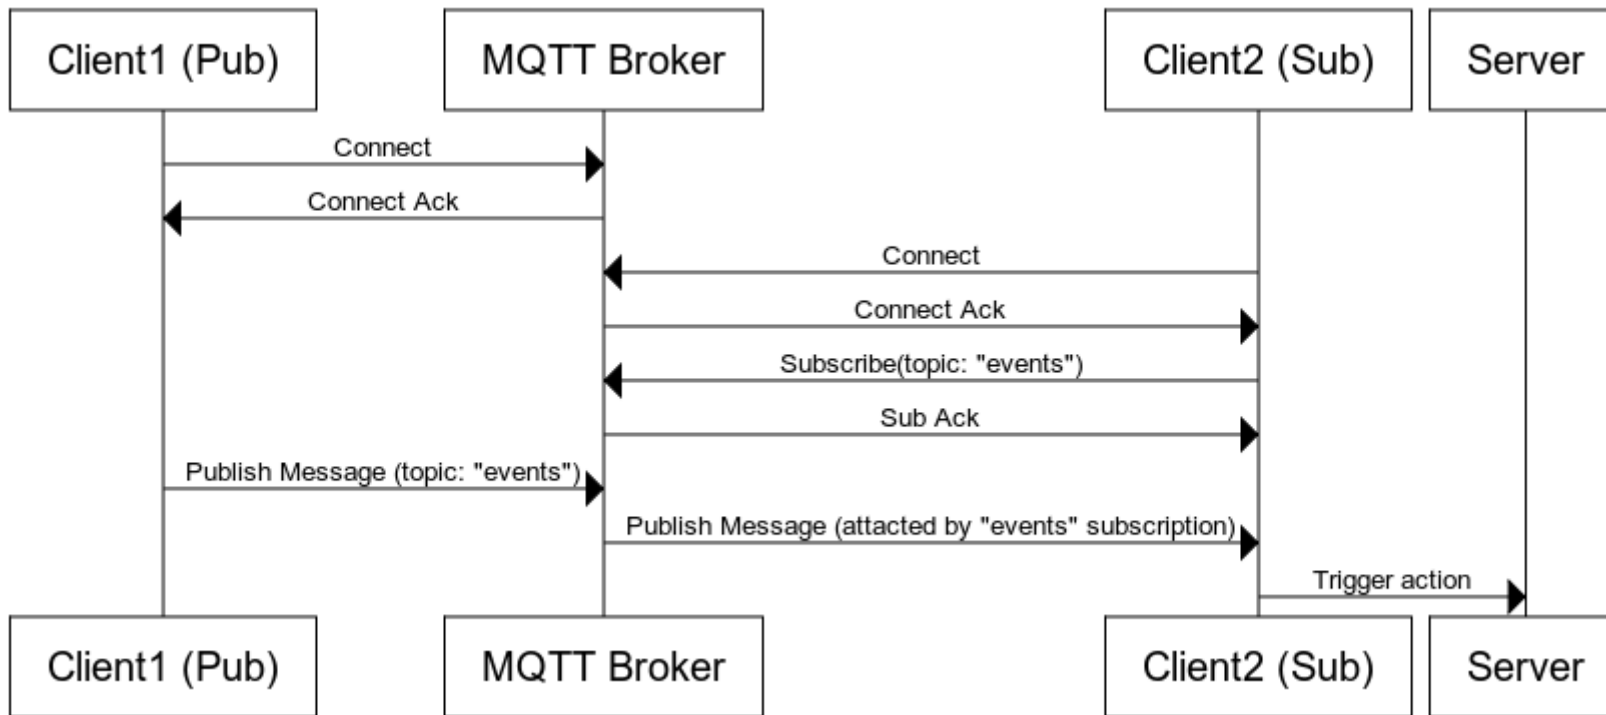 Client1 (Pub)
MQTT Broker
Client2 (Sub)
Server
Connect
Connect Ack
Connect
Connect Ack
Subscribe(topic: "events")
Sub Ack
Publish Message (topic: "events")
Publish Message (attacted by "events" subscription)
Trigger action
Client1 (Pub)
MQTT Broker
Client2 (Sub)
Server